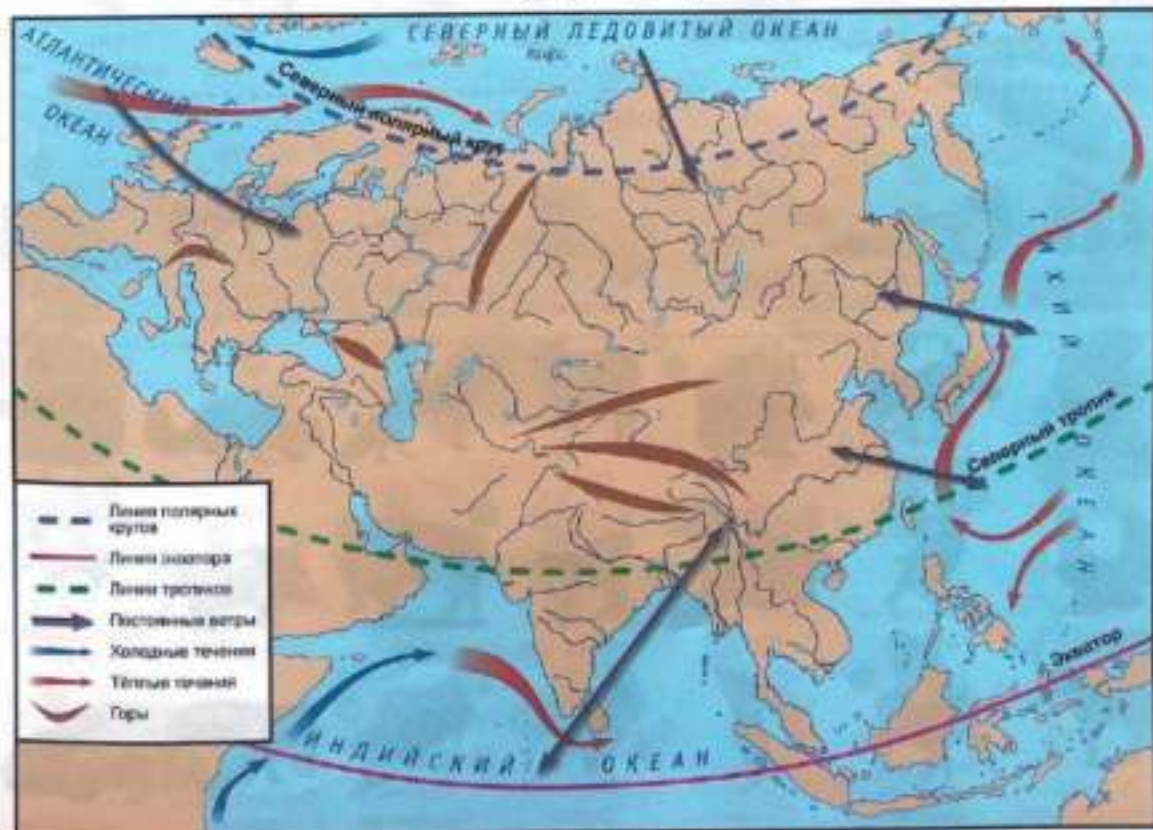 СЕВЕРНЫЙ ЛЕДОВИТЫЙ ОКЕАН
АТЛАНТИЧЕСКИЙ
ОКЕАН
Северный полярный круг
ТИХИЙ
ОКЕАН
Северный тропик
Экватор
ИНДИЙСКИЙ ОКЕАН
Линия полярных
кругов
Линия экватора
Линии тропиков
Постоянные ветры
Холодные течения
Тёплые течения
Горы